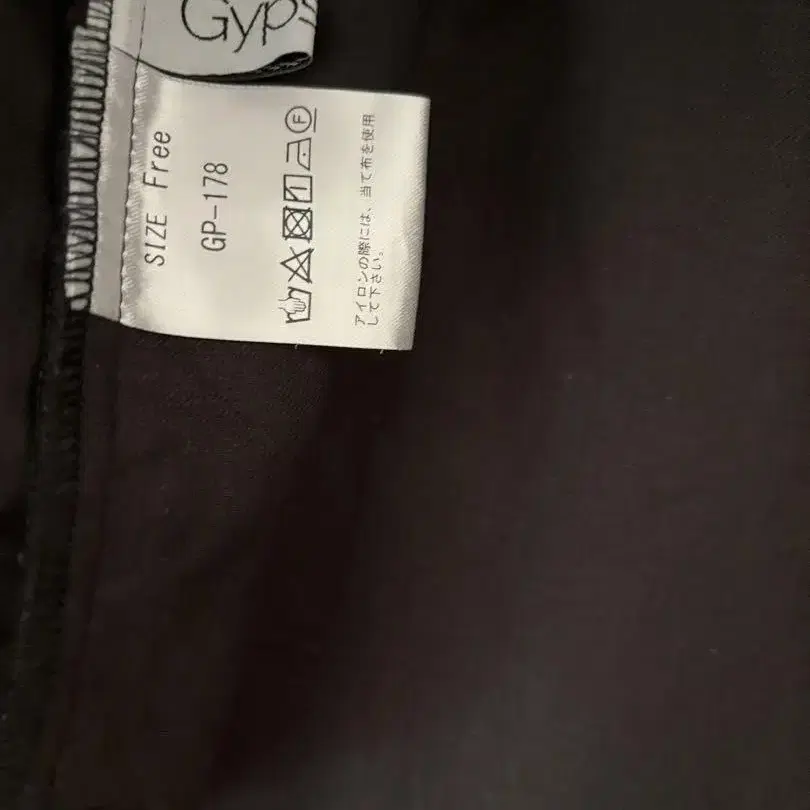 Gyps
SIZE Free
GP-178
F
アイロンの際には、当て布を使用
して下さい。